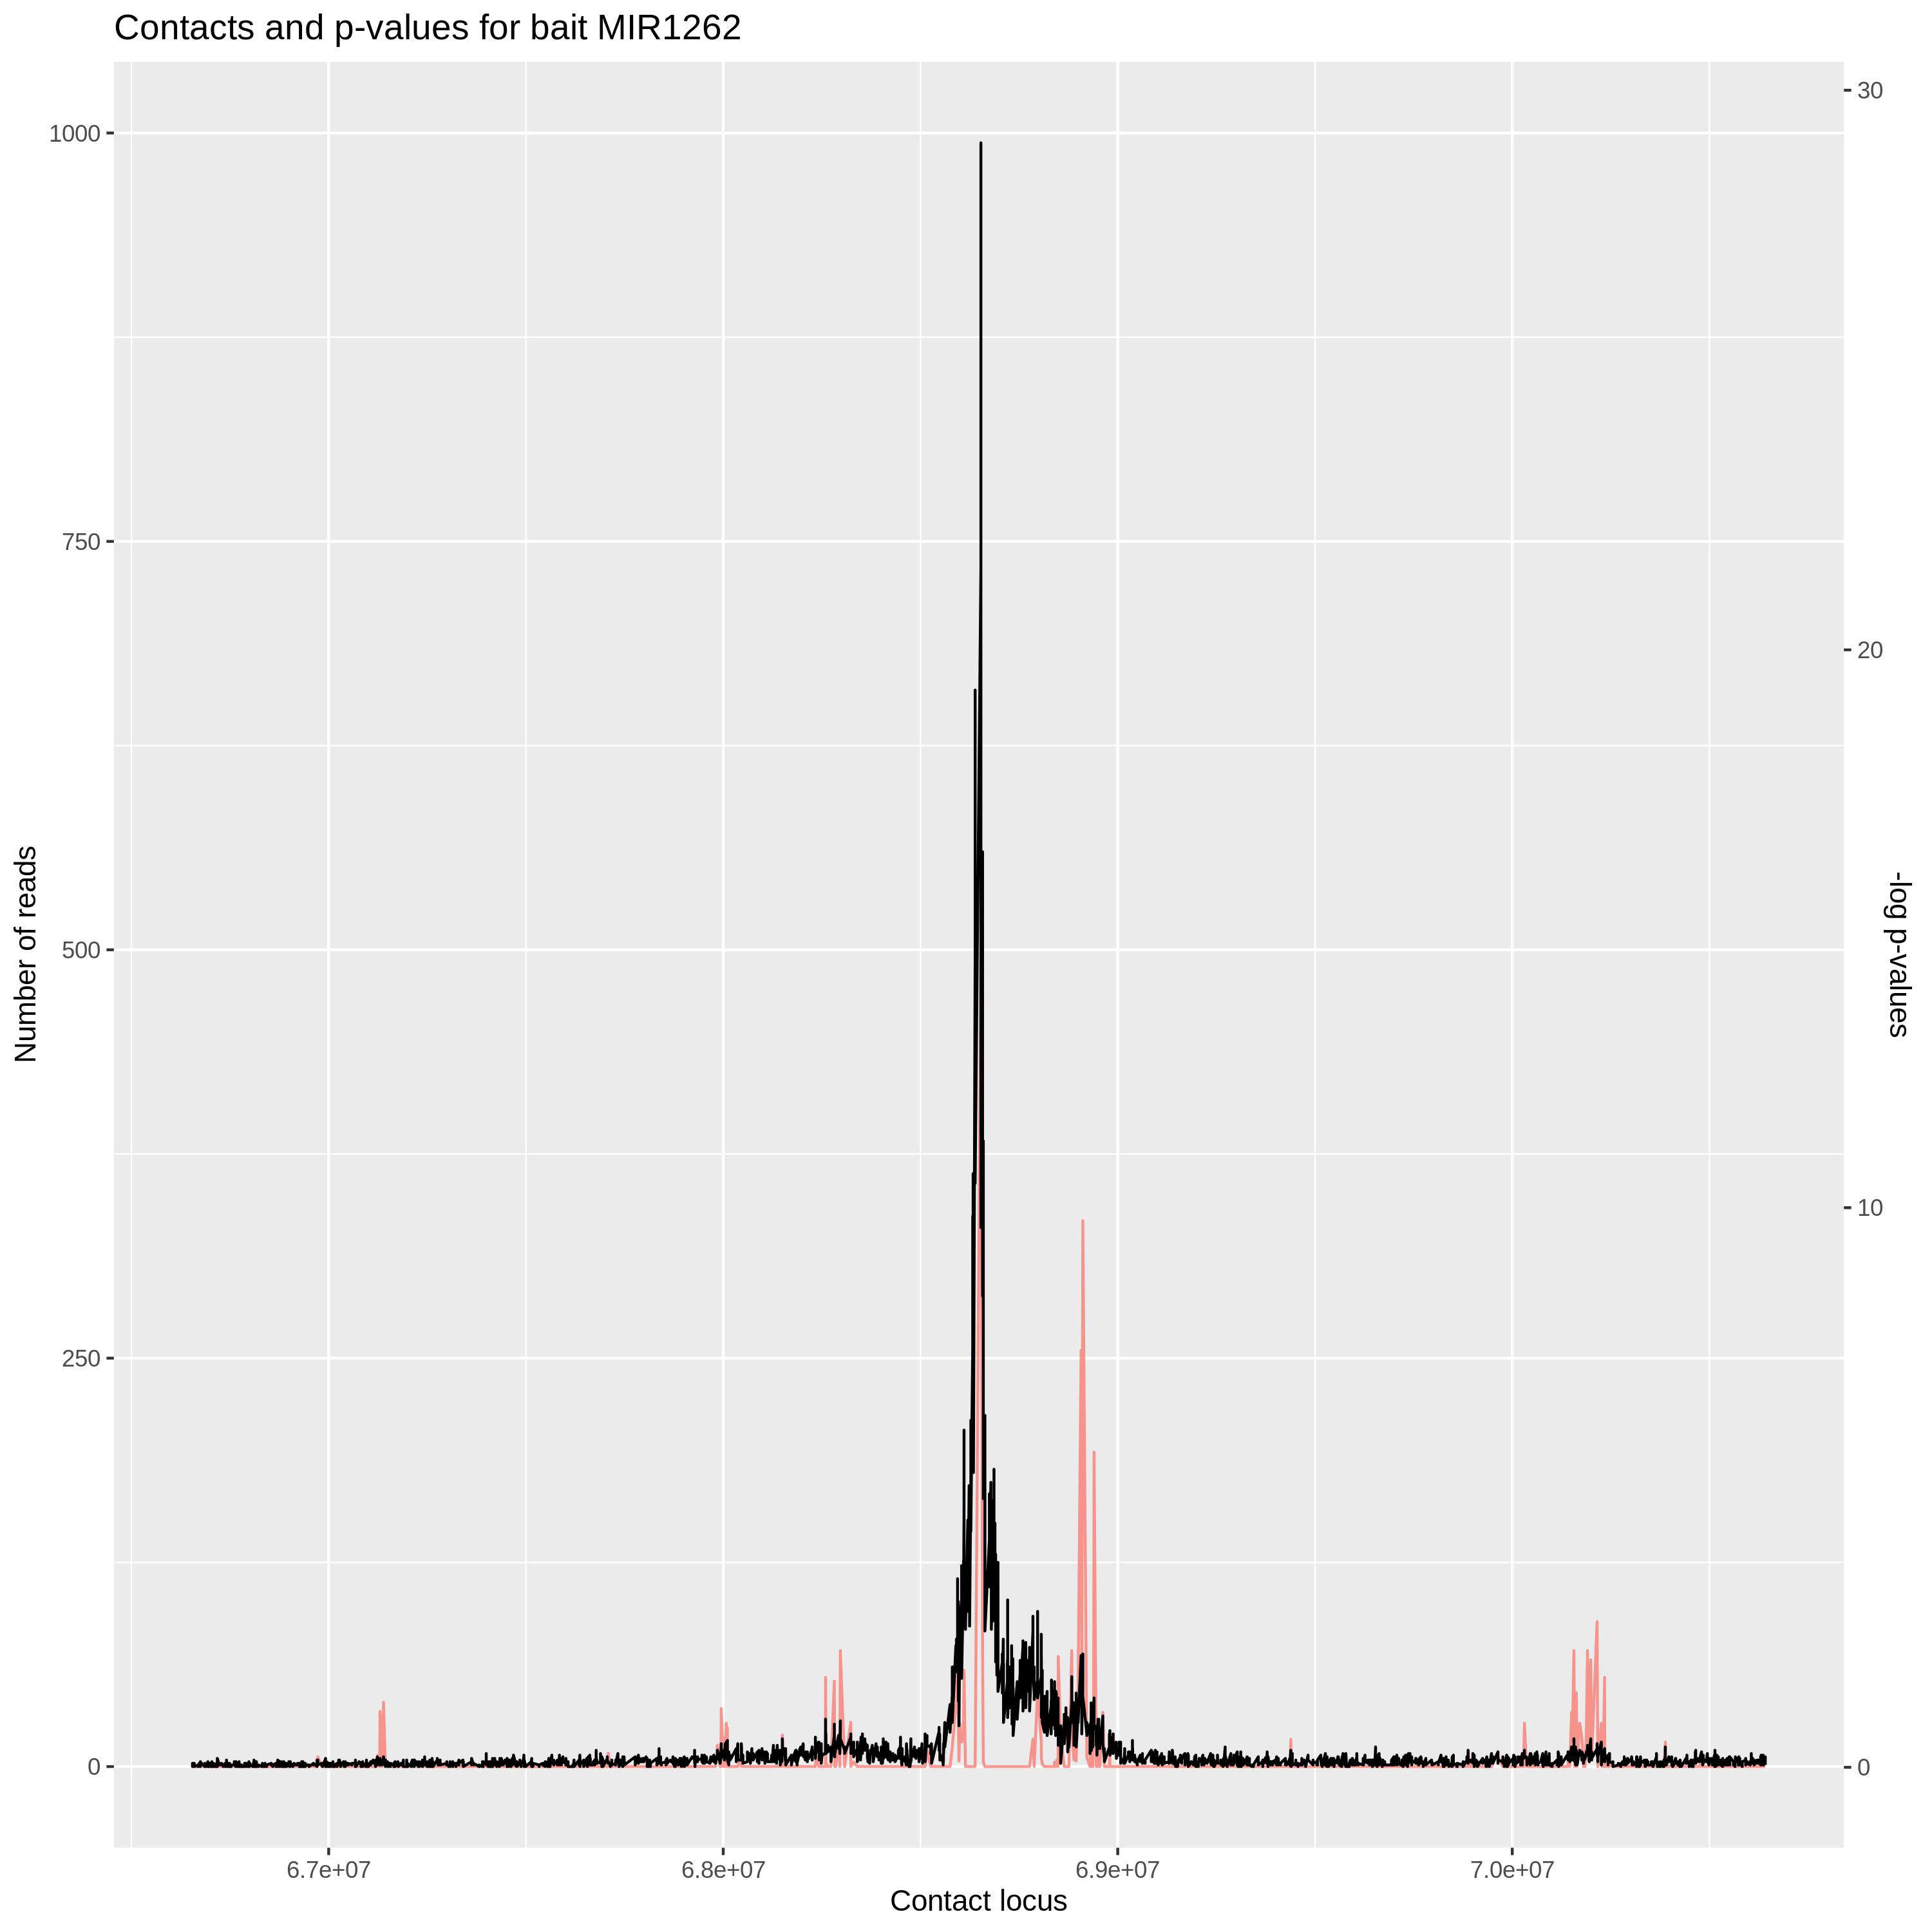 Contacts and p-values for bait MIR1262
1000
750
500
250
0
Number of reads
30
20
10
0
-log p-values
6.7e+07
6.8e+07
6.9e+07
7.0e+07
Contact locus